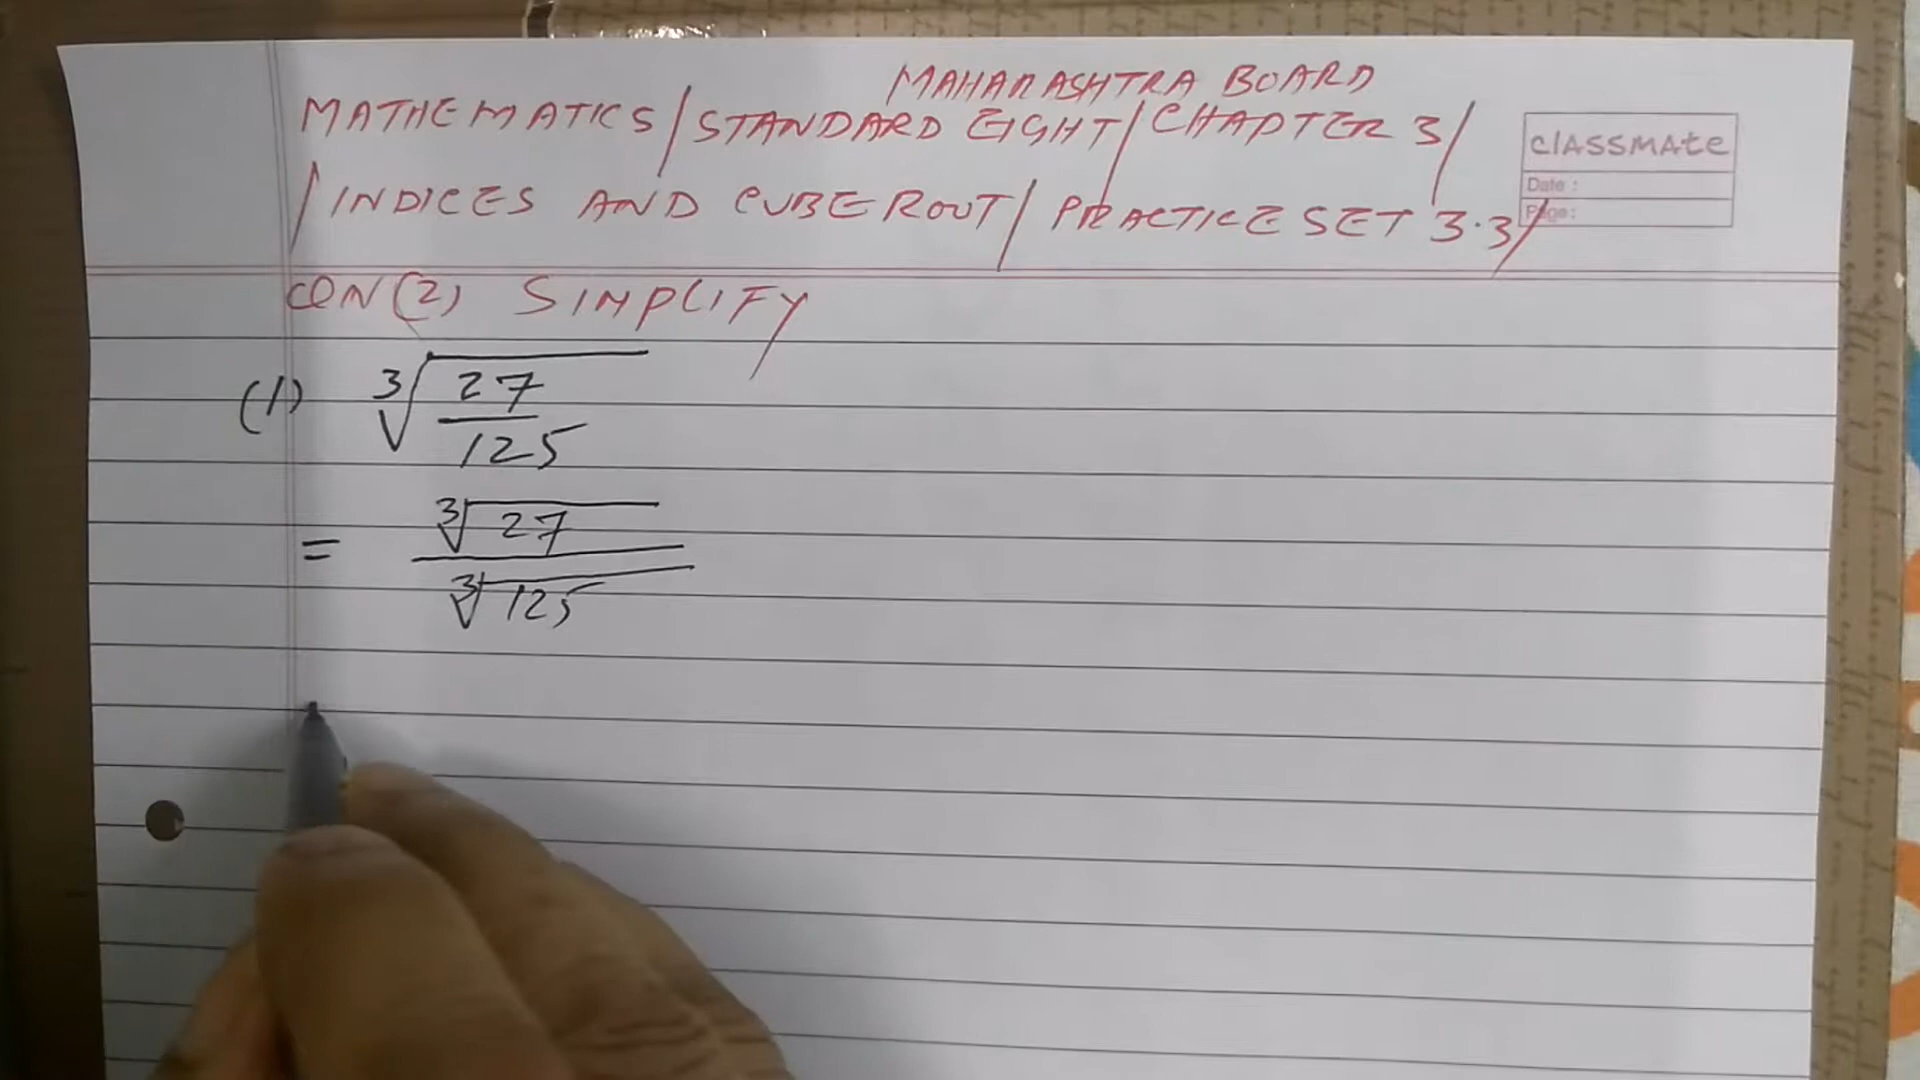 MAHARASHTRA BOARD
MATHEMATICS/STANDARD EIGHT/CHAPTER 3/
/INDICES AND CUBE ROUT/PRACTICE SET 3.3/
classmate
Date :
Page:
QN (2) SIMPLIFY
(1) ∛(27/125)
= ∛27 / ∛125